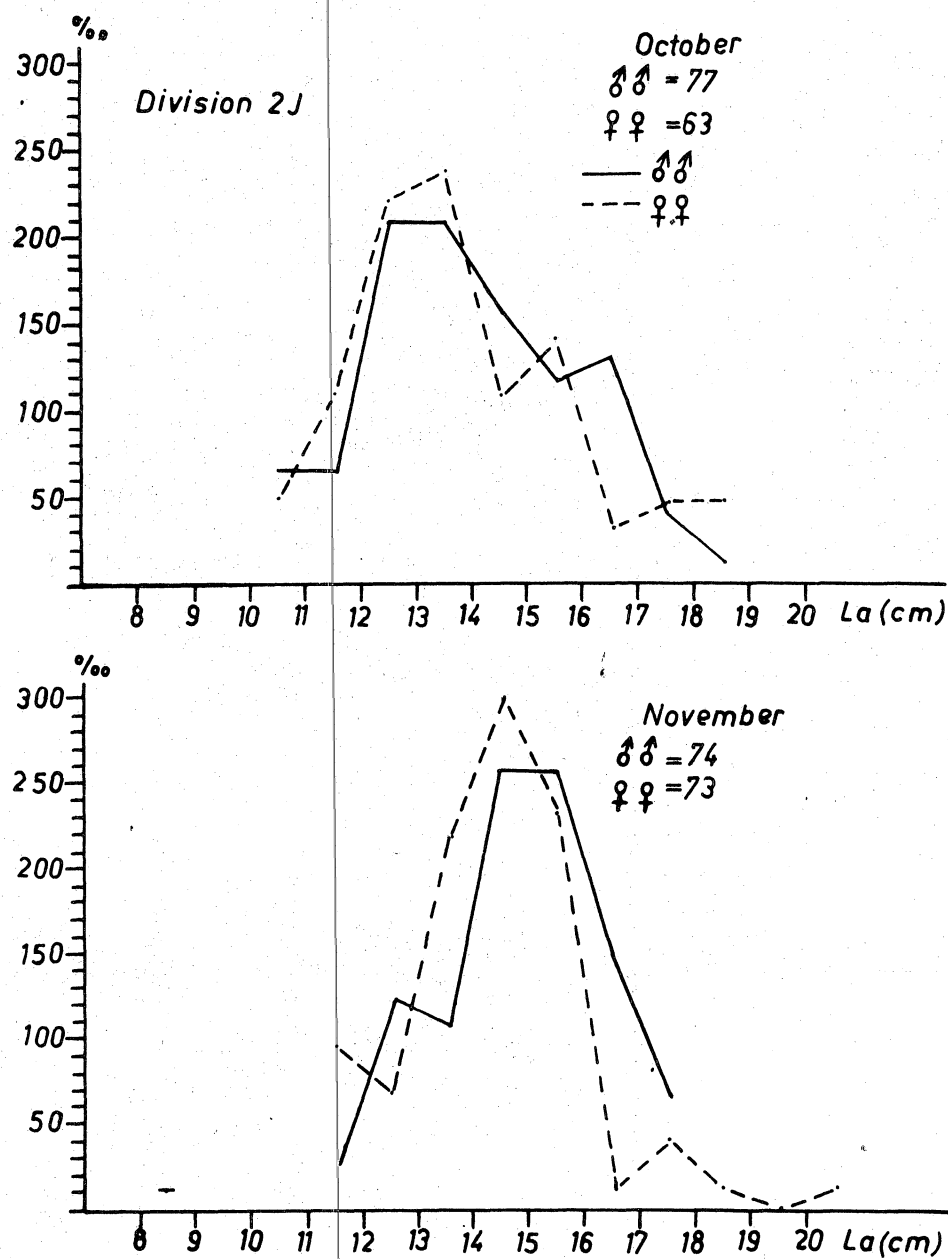 ‰
300
250
200
150
100
50
Division 2J
October
♂♂ = 77
♀♀ = 63
♂♂
♀♀
8 9 10 11 12 13 14 15 16 17 18 19 20 La (cm)
‰
300
250
200
150
100
50
November
♂♂ = 74
♀♀ = 73
8 9 10 11 12 13 14 15 16 17 18 19 20 La (cm)